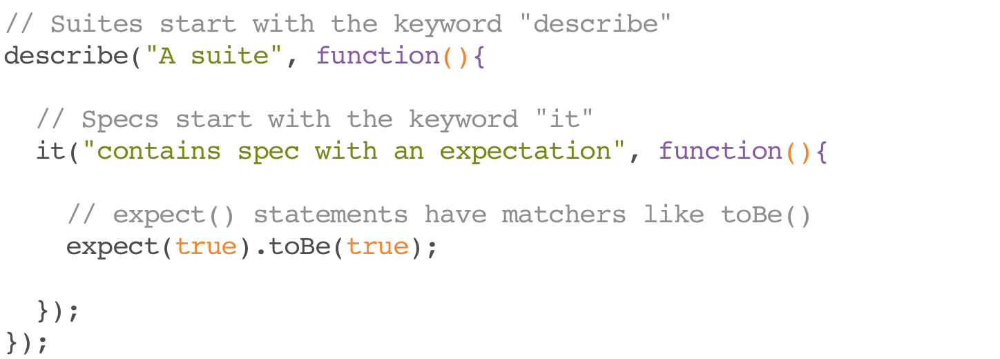 // Suites start with the keyword "describe"
describe("A suite", function(){
// Specs start with the keyword "it"
it("contains spec with an expectation", function(){
// expect() statements have matchers like toBe()
expect(true).toBe(true);
});
});